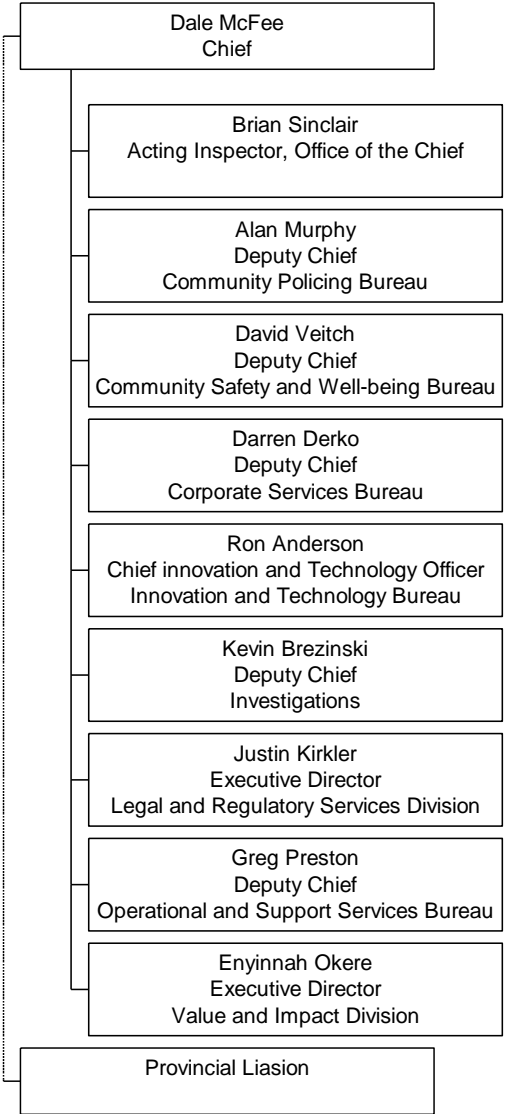 Dale McFee
Chief
Brian Sinclair
Acting Inspector, Office of the Chief
Alan Murphy
Deputy Chief
Community Policing Bureau
David Veitch
Deputy Chief
Community Safety and Well-being Bureau
Darren Derko
Deputy Chief
Corporate Services Bureau
Ron Anderson
Chief innovation and Technology Officer
Innovation and Technology Bureau
Kevin Brezinski
Deputy Chief
Investigations
Justin Kirkler
Executive Director
Legal and Regulatory Services Division
Greg Preston
Deputy Chief
Operational and Support Services Bureau
Enyinnah Okere
Executive Director
Value and Impact Division
Provincial Liasion